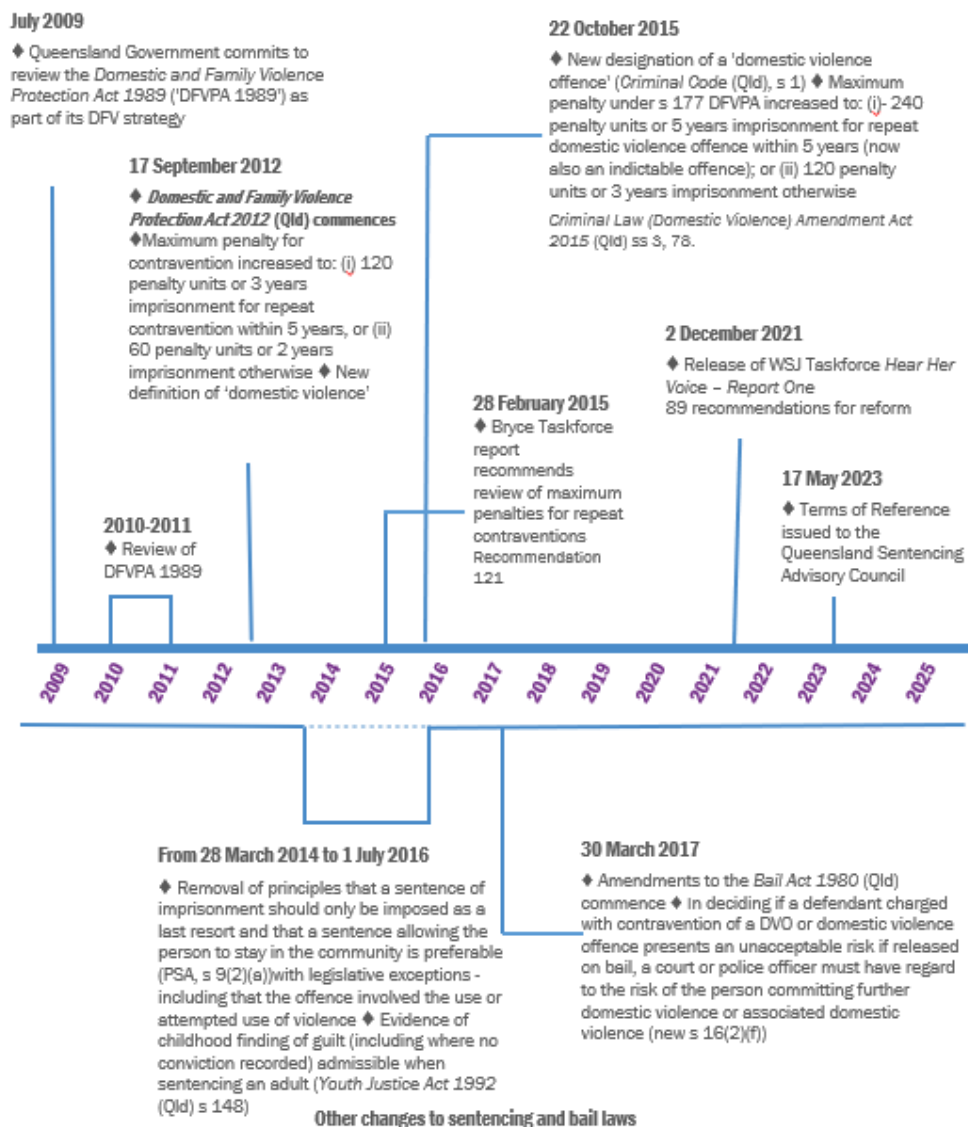 July 2009
♦ Queensland Government commits to
review the Domestic and Family Violence
Protection Act 1989 ('DFVPA 1989') as
part of its DFV strategy
22 October 2015
♦ New designation of a 'domestic violence
offence' (Criminal Code (Qld), s 1) ♦ Maximum
penalty under s 177 DFVPA increased to: (i)- 240
penalty units or 5 years imprisonment for repeat
domestic violence offence within 5 years (now
also an indictable offence); or (ii) 120 penalty
units or 3 years imprisonment otherwise
Criminal Law (Domestic Violence) Amendment Act
2015 (Qld) ss 3, 78.
17 September 2012
♦ Domestic and Family Violence
Protection Act 2012 (Qld) commences
♦Maximum penalty for
contravention increased to: (i) 120
penalty units or 3 years
imprisonment for repeat
contravention within 5 years, or (ii)
60 penalty units or 2 years
imprisonment otherwise ♦ New
definition of 'domestic violence'
2 December 2021
♦ Release of WSJ Taskforce Hear Her
Voice – Report One
89 recommendations for reform
28 February 2015
♦ Bryce Taskforce
report
recommends
review of maximum
penalties for repeat
contraventions
Recommendation
121
17 May 2023
♦ Terms of Reference
issued to the
Queensland Sentencing
Advisory Council
2010-2011
♦ Review of
DFVPA 1989
2009 2010 2011 2012 2013 2014 2015 2016 2017 2018 2019 2020 2021 2022 2023 2024 2025
From 28 March 2014 to 1 July 2016
♦ Removal of principles that a sentence of
imprisonment should only be imposed as a
last resort and that a sentence allowing the
person to stay in the community is preferable
(PSA, s 9(2)(a))with legislative exceptions -
including that the offence involved the use or
attempted use of violence ♦ Evidence of
childhood finding of guilt (including where no
conviction recorded) admissible when
sentencing an adult (Youth Justice Act 1992
(Qld) s 148)
30 March 2017
♦ Amendments to the Bail Act 1980 (Qld)
commence ♦ In deciding if a defendant charged
with contravention of a DVO or domestic violence
offence presents an unacceptable risk if released
on bail, a court or police officer must have regard
to the risk of the person committing further
domestic violence or associated domestic
violence (new s 16(2)(f))
Other changes to sentencing and bail laws